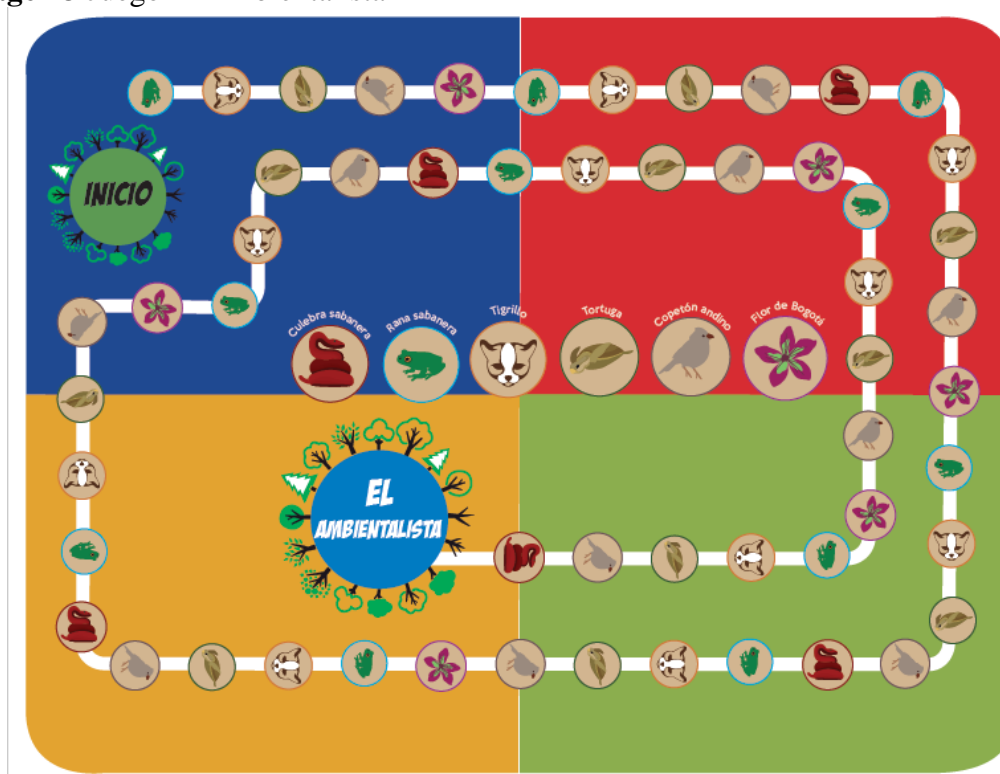 INICIO
Culebra sabanera
Rana sabanera
Tigrillo
Tortuga
Copetón andino
Flor de Bogotá
EL
AMBIENTALISTA